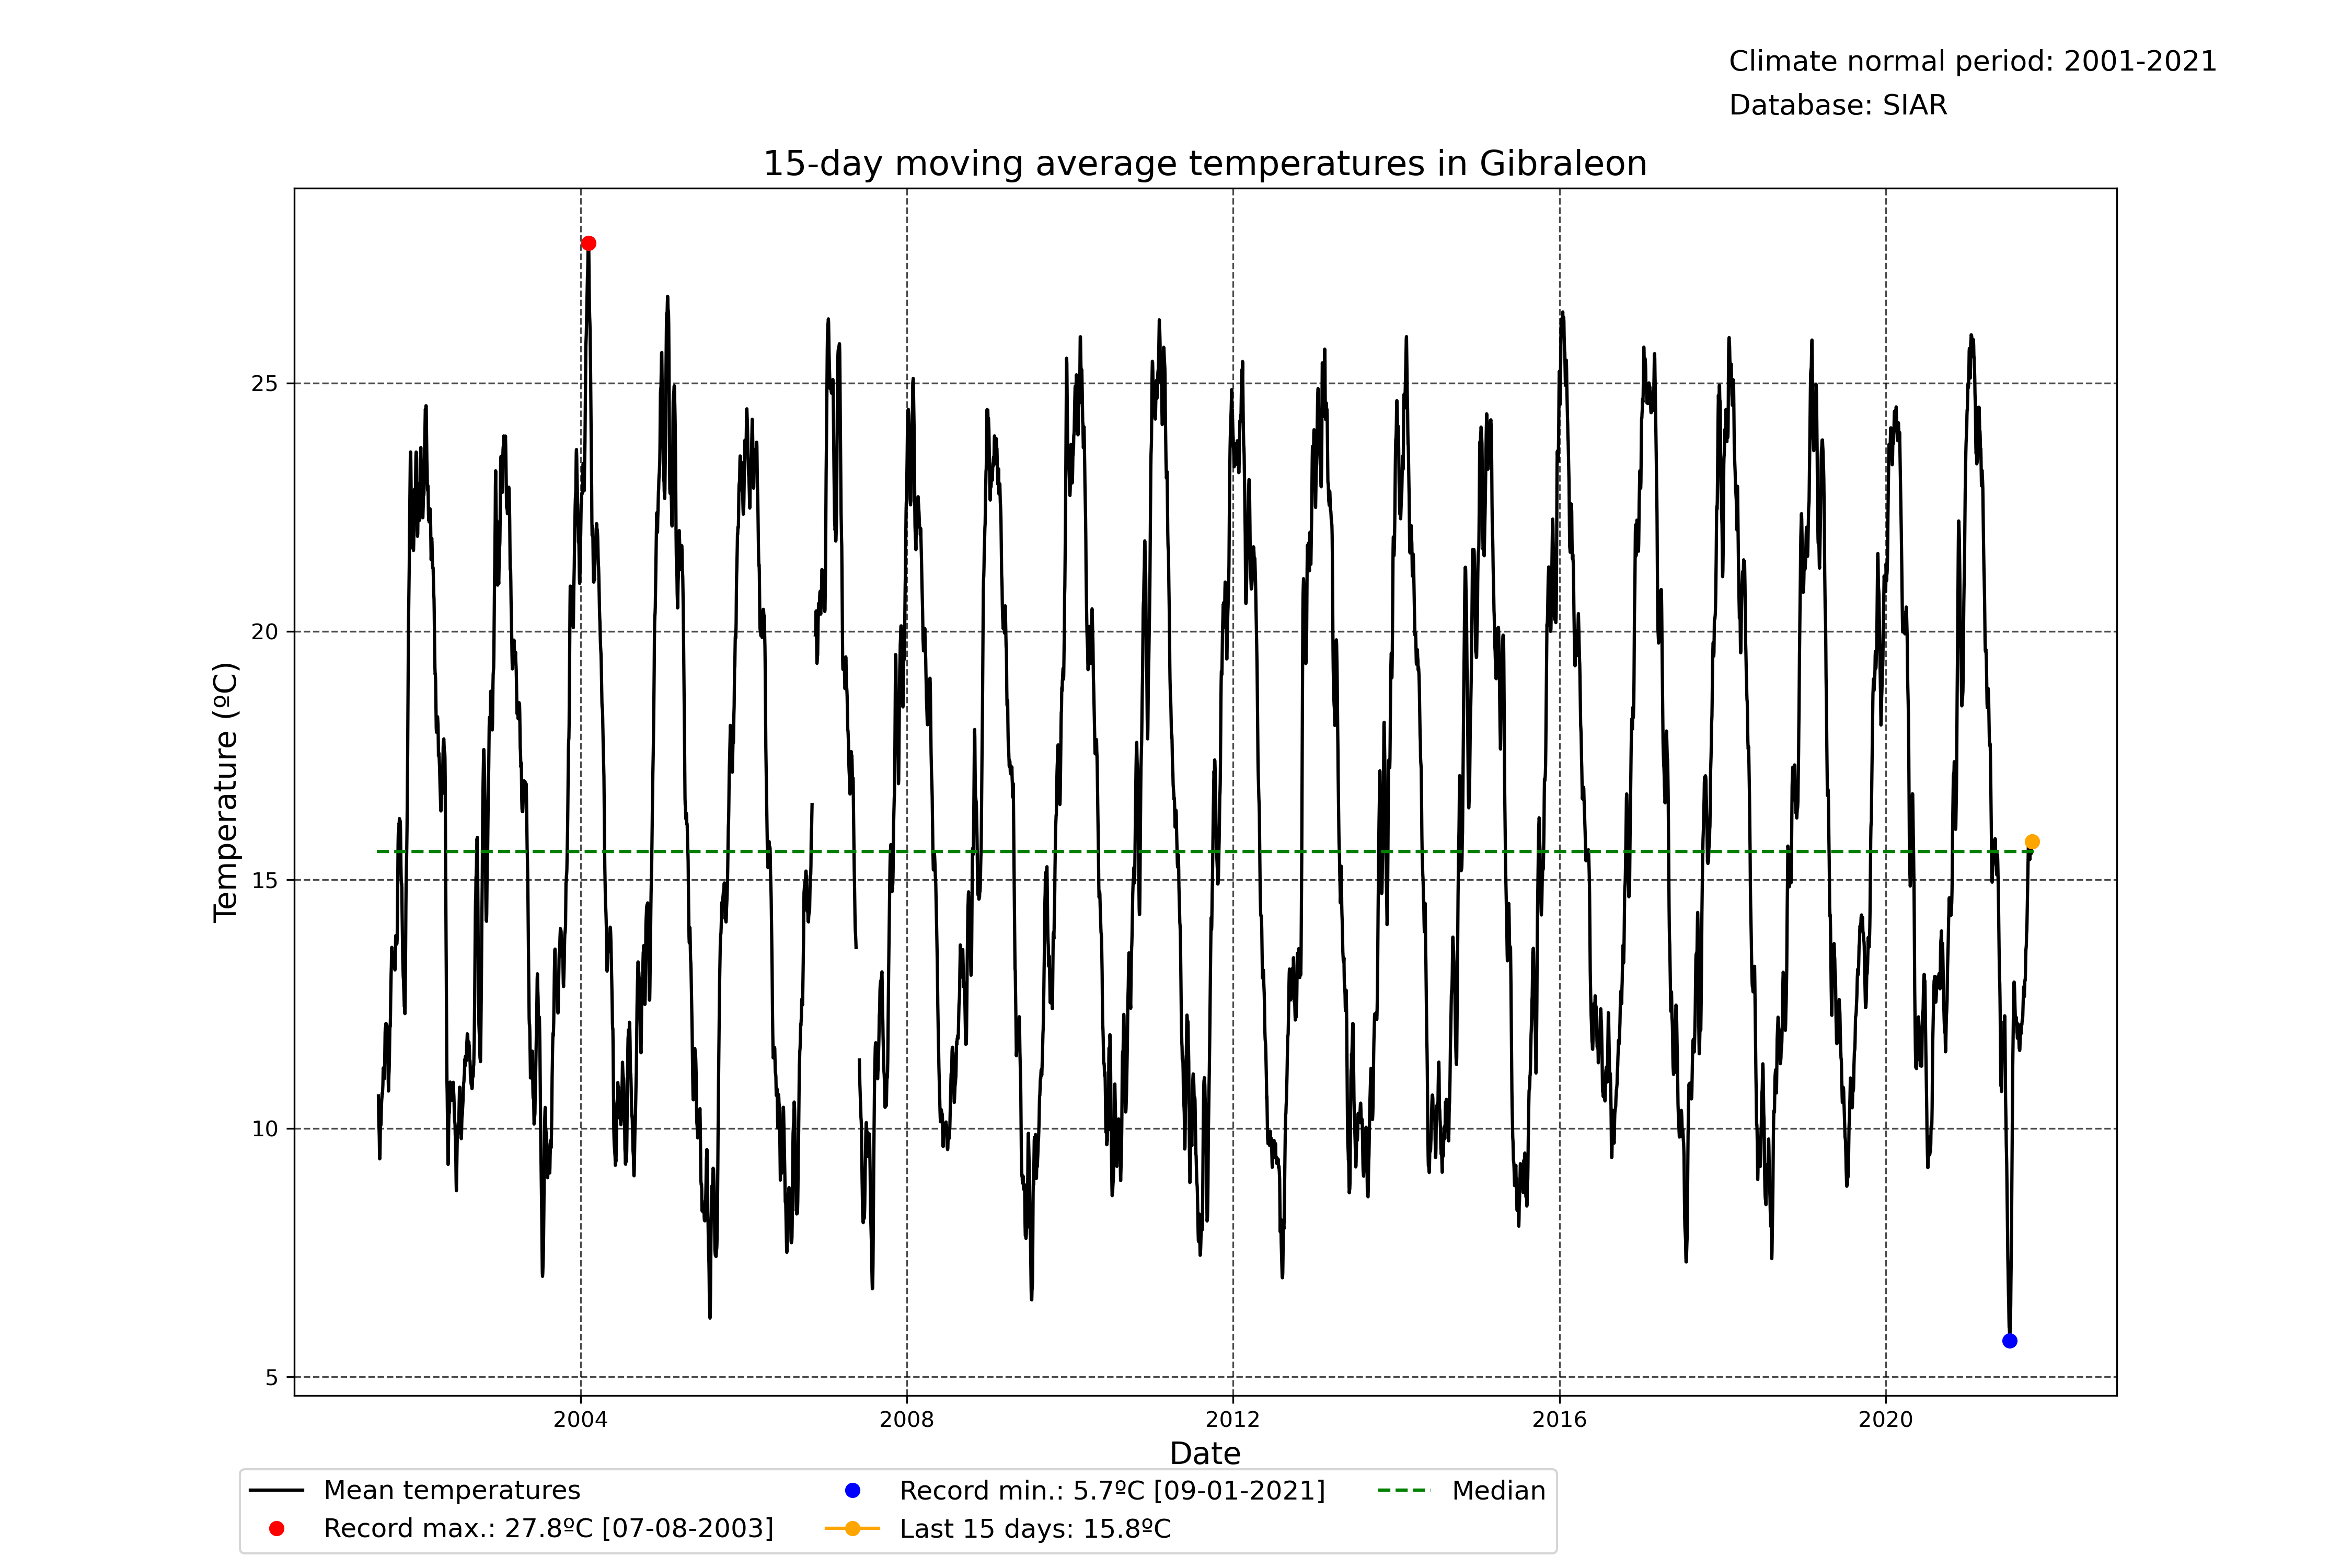 Climate normal period: 2001-2021
Database: SIAR
15-day moving average temperatures in Gibraleon
25
20
15
10
5
Temperature (ºC)
2004 2008 2012 2016 2020
Date
Mean temperatures
Record max.: 27.8ºC [07-08-2003]
Record min.: 5.7ºC [09-01-2021]
Last 15 days: 15.8ºC
Median